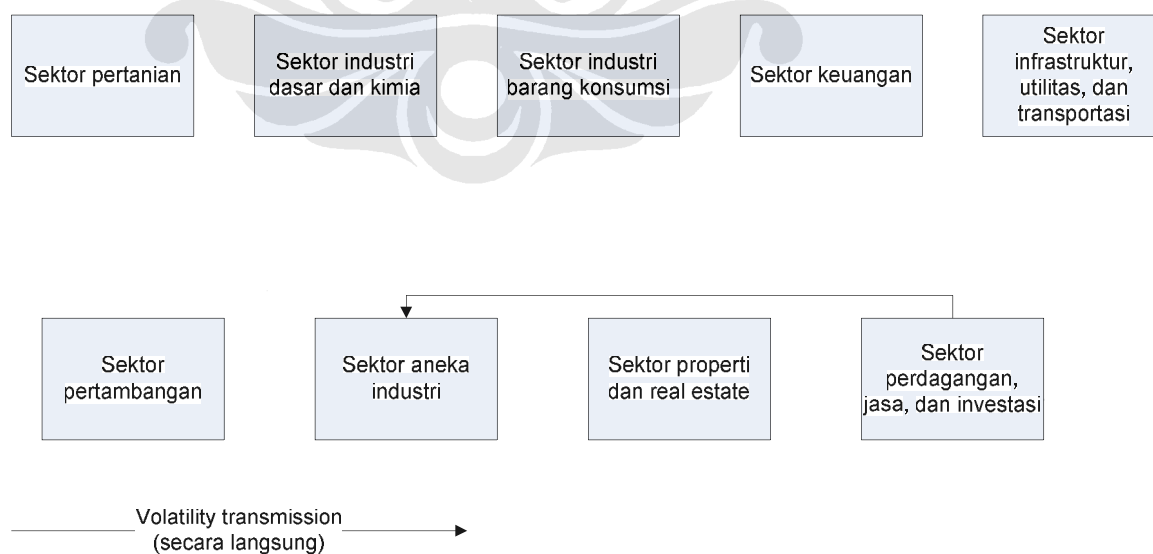 Sektor pertanian
Sektor industri
dasar dan kimia
Sektor industri
barang konsumsi
Sektor keuangan
Sektor
infrastruktur,
utilitas, dan
transportasi
Sektor
pertambangan
Sektor aneka
industri
Sektor properti
dan real estate
Sektor
perdagangan,
jasa, dan investasi
Volatility transmission
(secara langsung)